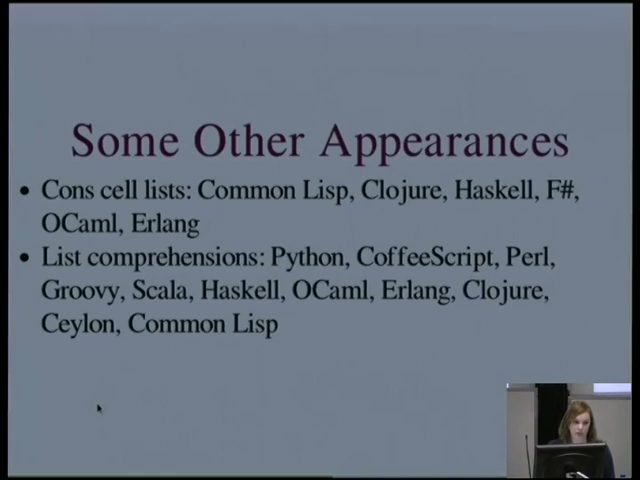 Some Other Appearances
• Cons cell lists: Common Lisp, Clojure, Haskell, F#,
OCaml, Erlang
• List comprehensions: Python, CoffeeScript, Perl,
Groovy, Scala, Haskell, OCaml, Erlang, Clojure,
Ceylon, Common Lisp